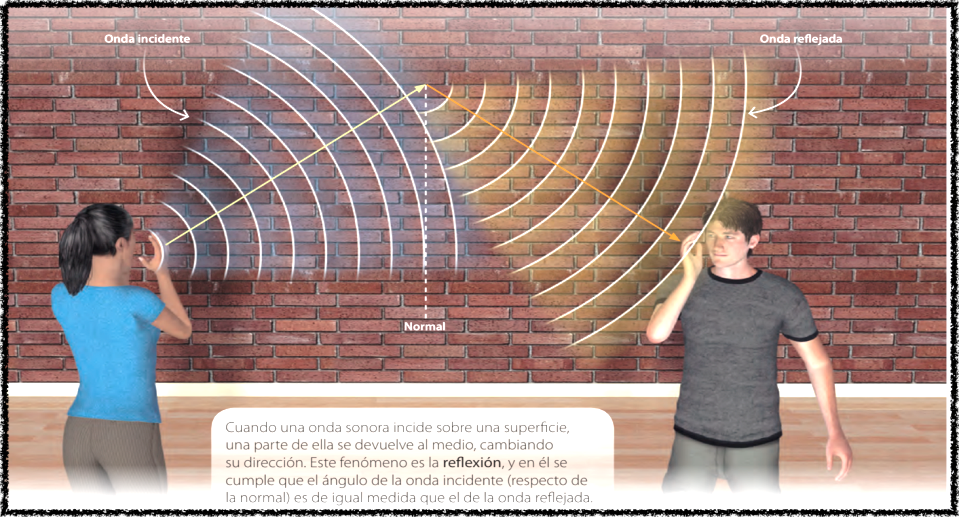 Onda incidente
Onda reflejada
Normal
Cuando una onda sonora incide sobre una superficie,
una parte de ella se devuelve al medio, cambiando
su dirección. Este fenómeno es la reflexión, y en él se
cumple que el ángulo de la onda incidente (respecto de
la normal) es de igual medida que el de la onda reflejada.